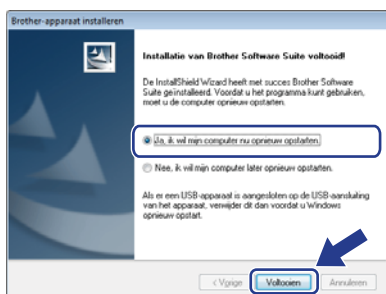 Brother-apparaat installeren
Installatie van Brother Software Suite voltooid!
De InstallShield Wizard heeft met succes Brother Software
Suite geïnstalleerd. Voordat u het programma kunt gebruiken,
moet u de computer opnieuw opstarten.
Ja, ik wil mijn computer nu opnieuw opstarten.
Nee, ik wil mijn computer later opnieuw opstarten.
Als er een USB-apparaat is aangesloten op de USB-aansluiting
van het apparaat, verwijder dit dan voordat u Windows
opnieuw opstart.
< Vorige
Voltooien
Annuleren